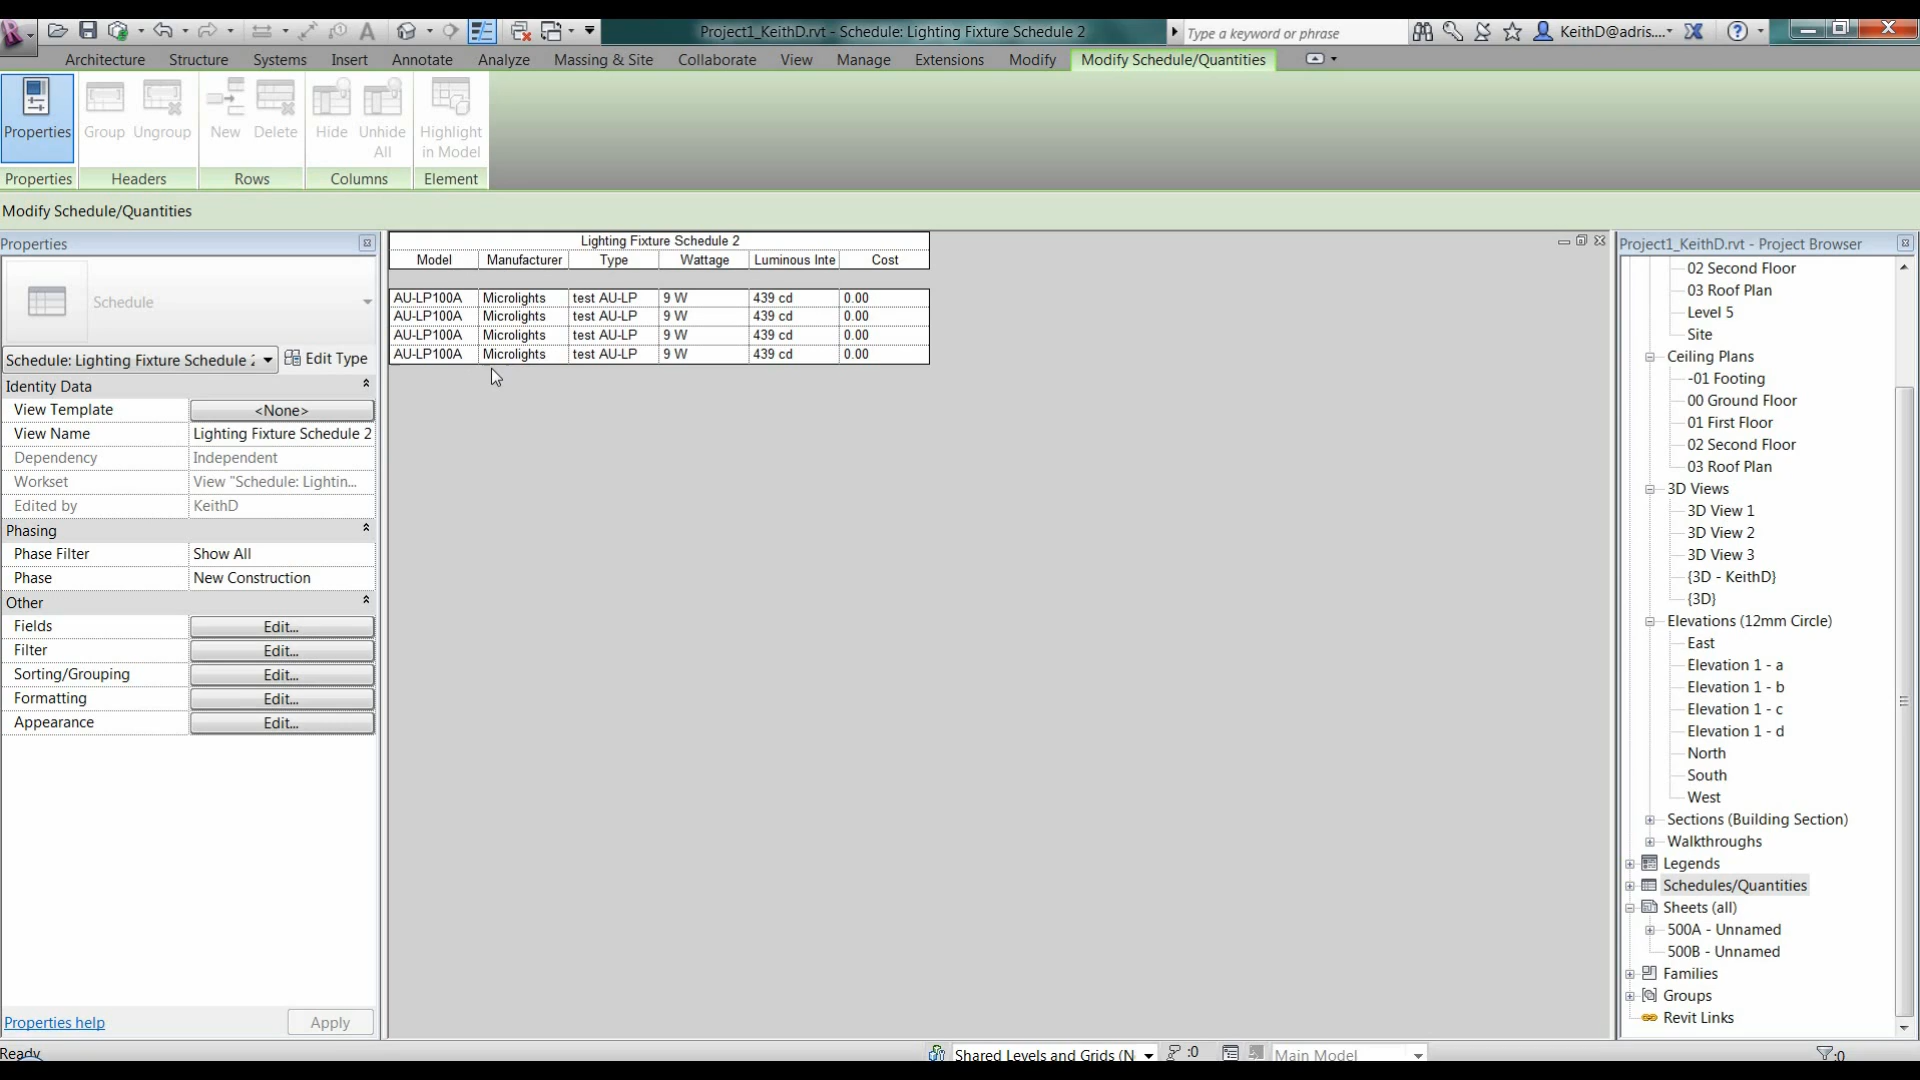 Project1_KeithD.rvt - Schedule: Lighting Fixture Schedule 2
Type a keyword or phrase
KeithD@adris....
Architecture Structure Systems Insert Annotate Analyze Massing & Site Collaborate View Manage Extensions Modify Modify Schedule/Quantities
Properties Group Ungroup New Delete Hide Unhide All Highlight in Model
Properties Headers Rows Columns Element
Modify Schedule/Quantities
Properties
Schedule
Schedule: Lighting Fixture Schedule 2
Edit Type
Identity Data
View Template <None>
View Name Lighting Fixture Schedule 2
Dependency Independent
Workset View "Schedule: Lightin...
Edited by KeithD
Phasing
Phase Filter Show All
Phase New Construction
Other
Fields Edit...
Filter Edit...
Sorting/Grouping Edit...
Formatting Edit...
Appearance Edit...
Properties help
Apply
Lighting Fixture Schedule 2
Model Manufacturer Type Wattage Luminous Inte Cost
AU-LP100A Microlights test AU-LP 9 W 439 cd 0.00
AU-LP100A Microlights test AU-LP 9 W 439 cd 0.00
AU-LP100A Microlights test AU-LP 9 W 439 cd 0.00
AU-LP100A Microlights test AU-LP 9 W 439 cd 0.00
Project1_KeithD.rvt - Project Browser
02 Second Floor
03 Roof Plan
Level 5
Site
Ceiling Plans
-01 Footing
00 Ground Floor
01 First Floor
02 Second Floor
03 Roof Plan
3D Views
3D View 1
3D View 2
3D View 3
{3D - KeithD}
{3D}
Elevations (12mm Circle)
East
Elevation 1 - a
Elevation 1 - b
Elevation 1 - c
Elevation 1 - d
North
South
West
Sections (Building Section)
Walkthroughs
Legends
Schedules/Quantities
Sheets (all)
500A - Unnamed
500B - Unnamed
Families
Groups
Revit Links
Ready
Shared Levels and Grids (N
:0
Main Model
:0